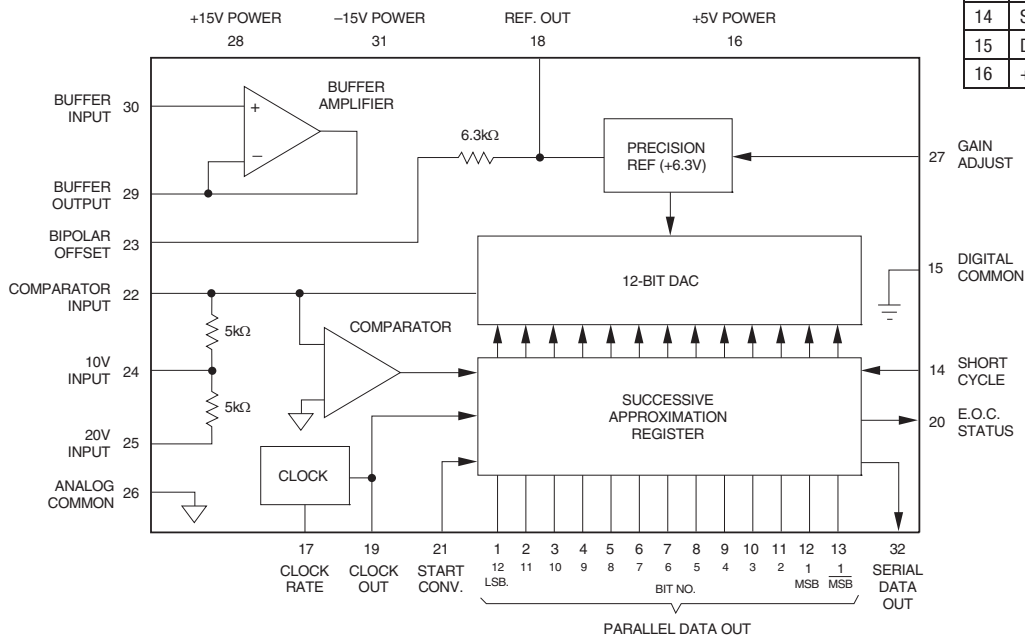 +15V POWER
28
–15V POWER
31
REF. OUT
18
+5V POWER
16
14 S
15 D
16 +
BUFFER
INPUT
30
+
–
BUFFER
AMPLIFIER
BUFFER
OUTPUT
29
6.3kΩ
PRECISION
REF (+6.3V)
27
GAIN
ADJUST
BIPOLAR
OFFSET
23
12-BIT DAC
15
DIGITAL
COMMON
COMPARATOR
INPUT
22
5kΩ
COMPARATOR
10V
INPUT
24
5kΩ
20V
INPUT
25
SUCCESSIVE
APPROXIMATION
REGISTER
14
SHORT
CYCLE
20
E.O.C.
STATUS
ANALOG
COMMON
26
CLOCK
17
CLOCK
RATE
19
CLOCK
OUT
21
START
CONV.
1 2 3 4 5 6 7 8 9 10 11 12 13
12 11 10 9 8 7 6 5 4 3 2 1 1
LSB. BIT NO. MSB MSB
32
SERIAL
DATA
OUT
PARALLEL DATA OUT